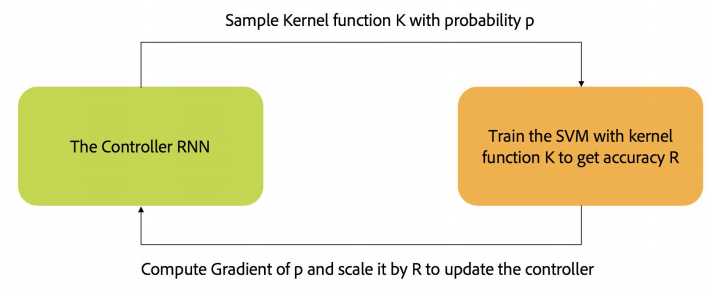 Sample Kernel function K with probability p
The Controller RNN
Train the SVM with kernel
function K to get accuracy R
Compute Gradient of p and scale it by R to update the controller